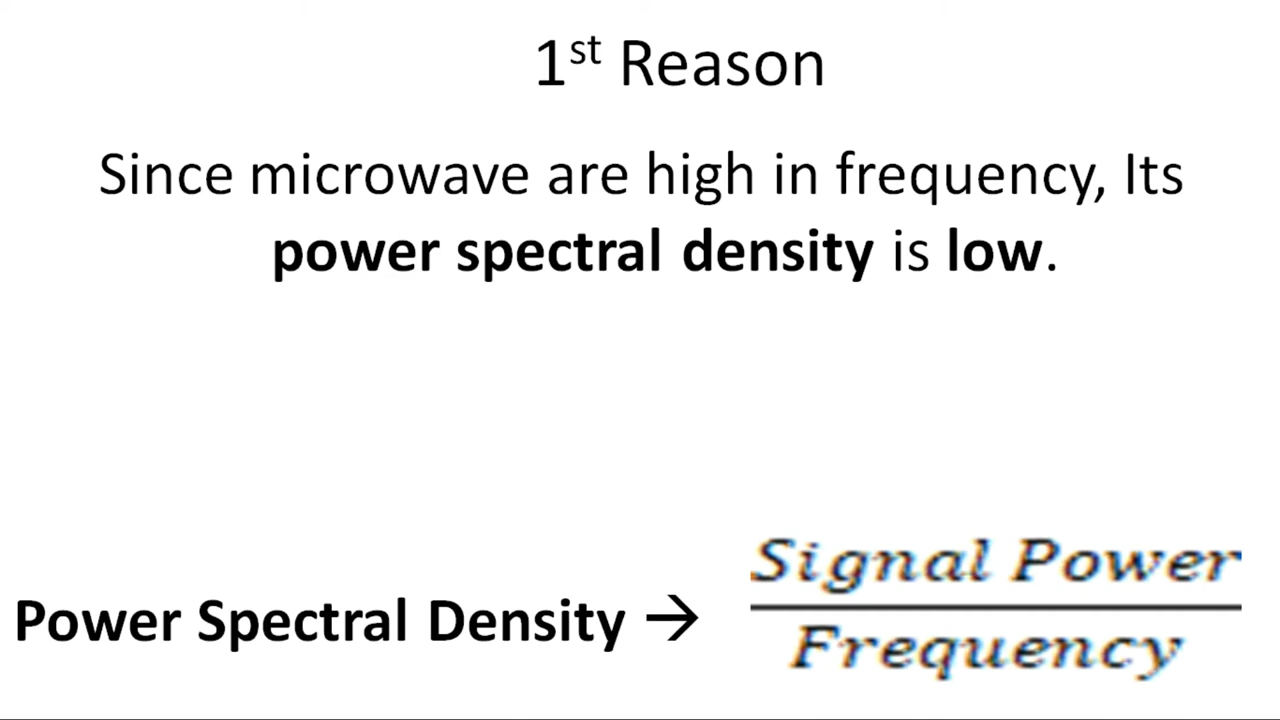 1st Reason
Since microwave are high in frequency, Its
power spectral density is low.
Signal Power
Power Spectral Density →
Frequency